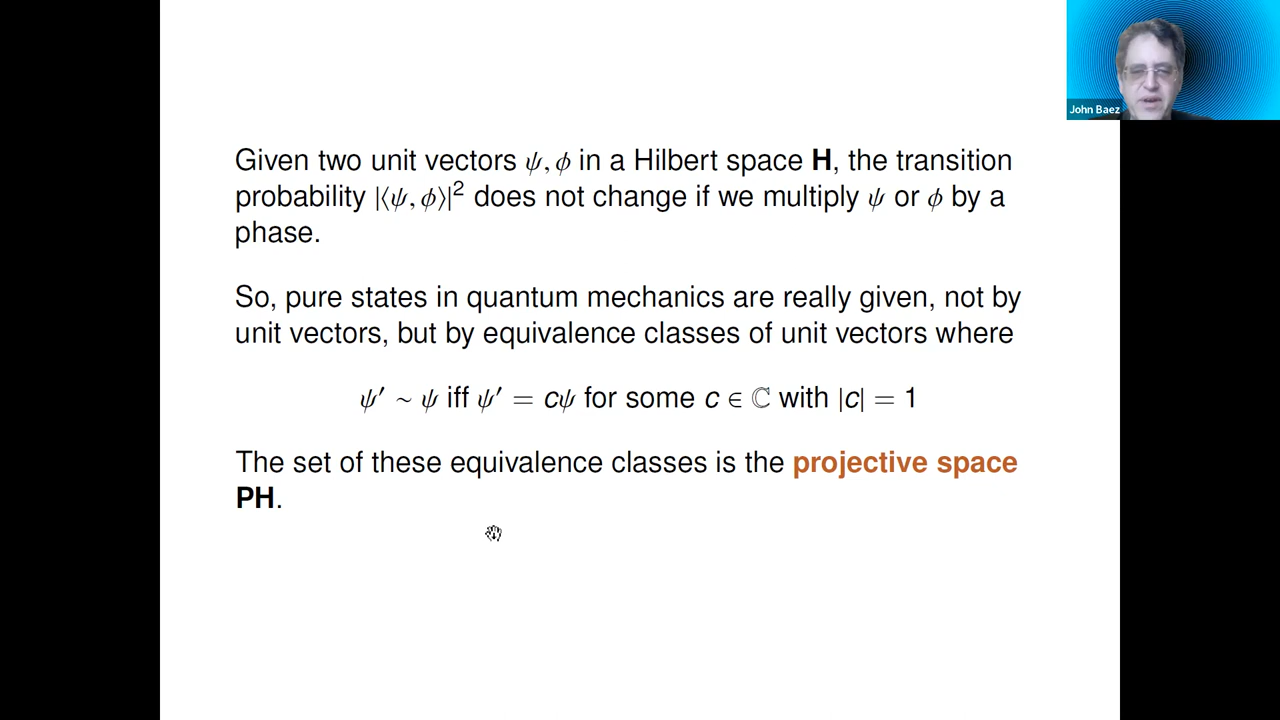 John Baez
Given two unit vectors ψ, ϕ in a Hilbert space H, the transition
probability |⟨ψ, ϕ⟩|² does not change if we multiply ψ or ϕ by a
phase.
So, pure states in quantum mechanics are really given, not by
unit vectors, but by equivalence classes of unit vectors where
ψ′ ∼ ψ iff ψ′ = cψ for some c ∈ ℂ with |c| = 1
The set of these equivalence classes is the projective space
PH.